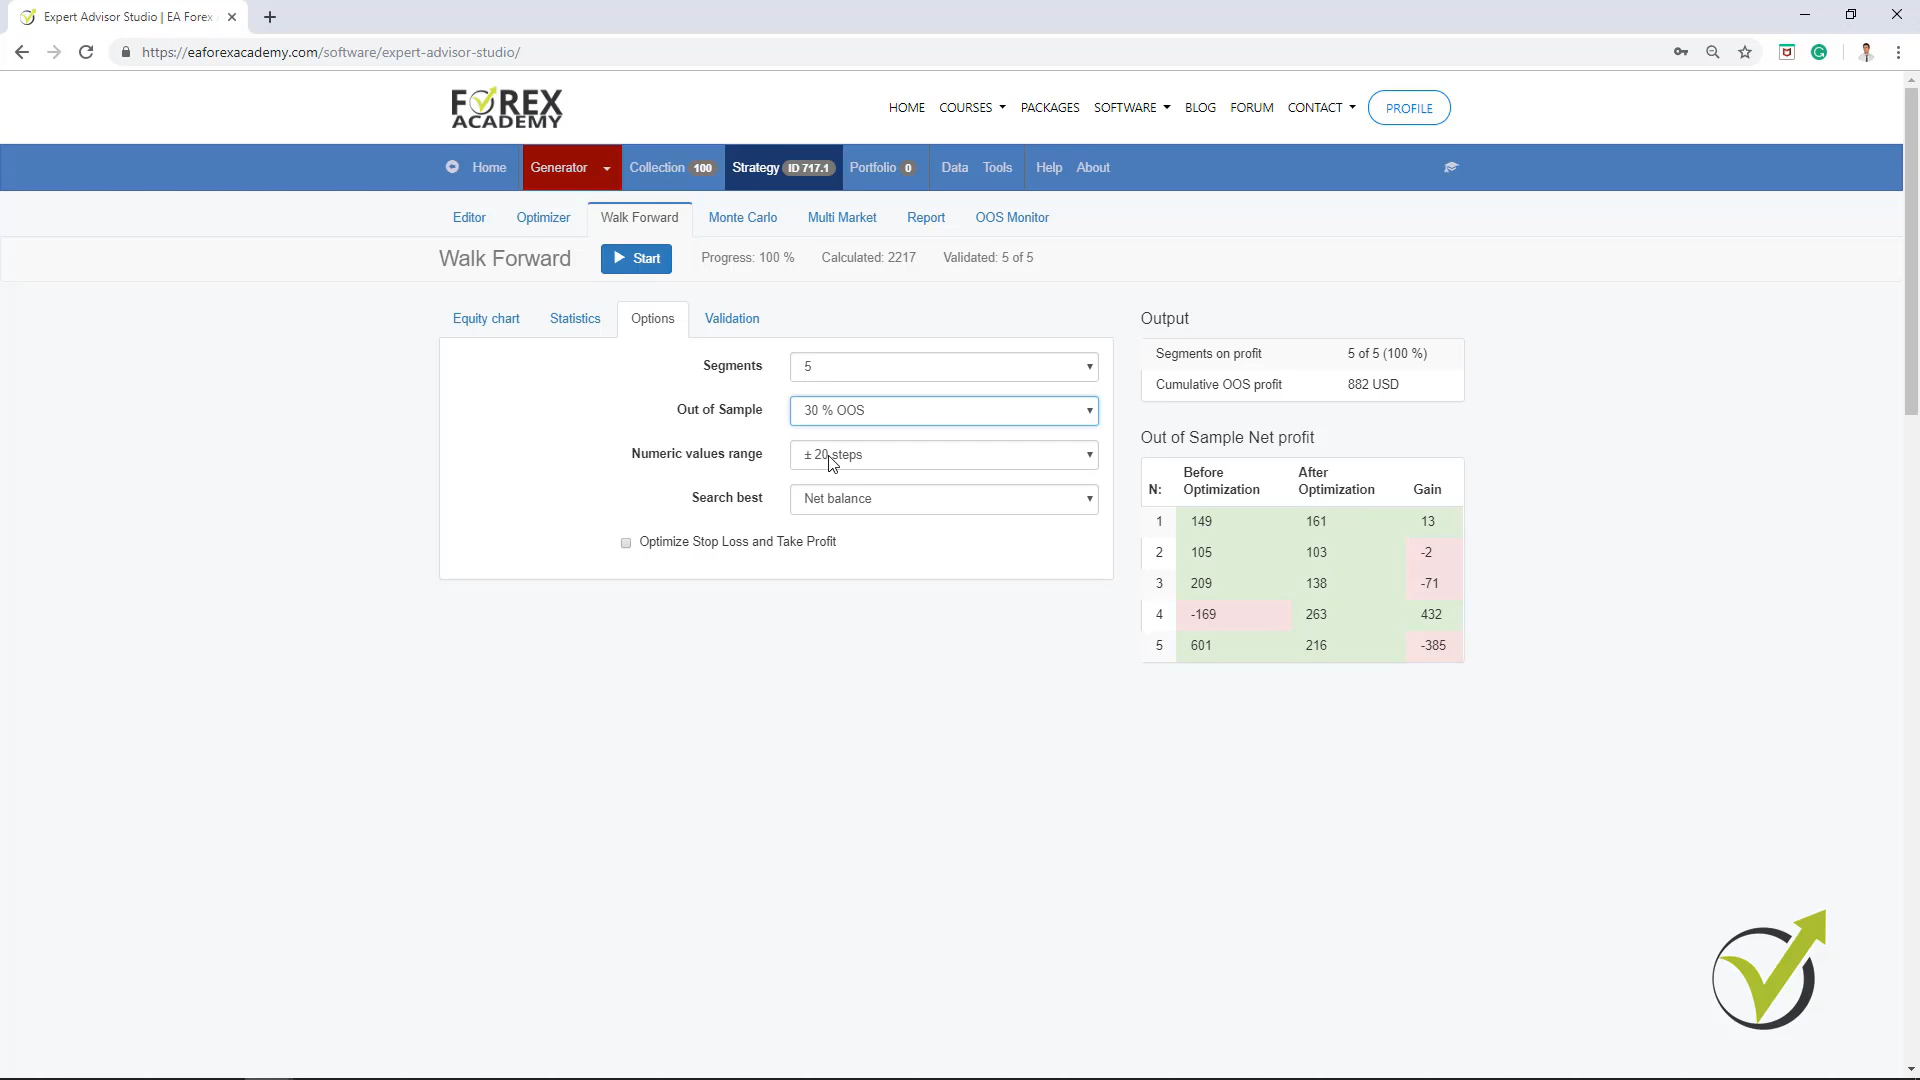 Expert Advisor Studio | EA Forex
https://eaforexacademy.com/software/expert-advisor-studio/
FOREX
ACADEMY
HOME COURSES PACKAGES SOFTWARE BLOG FORUM CONTACT PROFILE
Home Generator Collection 100 Strategy ID 717.1 Portfolio 0 Data Tools Help About
Editor Optimizer Walk Forward Monte Carlo Multi Market Report OOS Monitor
Walk Forward Start Progress: 100 % Calculated: 2217 Validated: 5 of 5
Equity chart Statistics Options Validation
Segments 5
Out of Sample 30 % OOS
Numeric values range ± 20 steps
Search best Net balance
Optimize Stop Loss and Take Profit
Output
Segments on profit 5 of 5 (100 %)
Cumulative OOS profit 882 USD
Out of Sample Net profit
N: Before Optimization After Optimization Gain
1 149 161 13
2 105 103 -2
3 209 138 -71
4 -169 263 432
5 601 216 -385